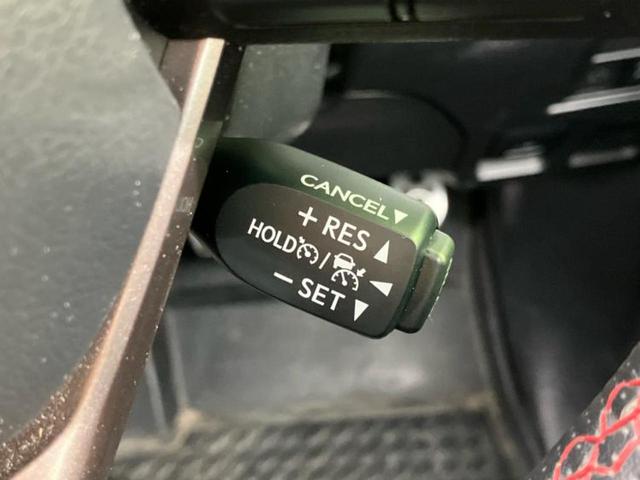 CANCEL▼
+ RES ▲
HOLD /
− SET ▼